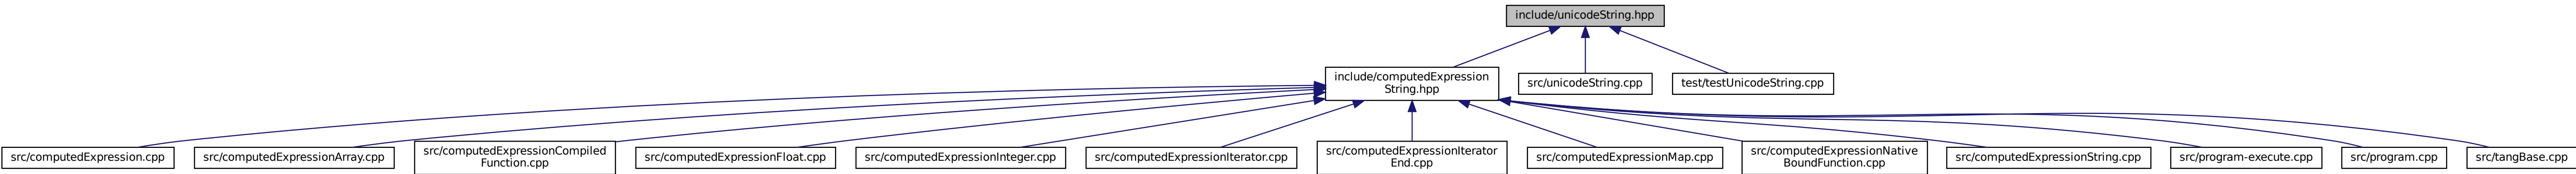 include/unicodeString.hpp
include/computedExpression
String.hpp
src/unicodeString.cpp
test/testUnicodeString.cpp
src/computedExpression.cpp
src/computedExpressionArray.cpp
src/computedExpressionCompiled
Function.cpp
src/computedExpressionFloat.cpp
src/computedExpressionInteger.cpp
src/computedExpressionIterator.cpp
src/computedExpressionIterator
End.cpp
src/computedExpressionMap.cpp
src/computedExpressionNative
BoundFunction.cpp
src/computedExpressionString.cpp
src/program-execute.cpp
src/program.cpp
src/tangBase.cpp